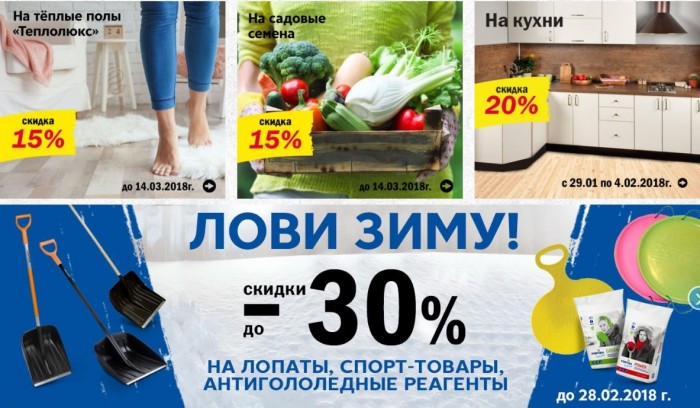 На тёплые полы
«Теплолюкс»
скидка
15%
до 14.03.2018г.
На садовые
семена
скидка
15%
до 14.03.2018г.
На кухни
скидка
20%
с 29.01 по 4.02.2018г.
ЛОВИ ЗИМУ!
скидки
до
- 30%
НА ЛОПАТЫ, СПОРТ-ТОВАРЫ,
АНТИГОЛОЛЕДНЫЕ РЕАГЕНТЫ
до 28.02.2018 г.